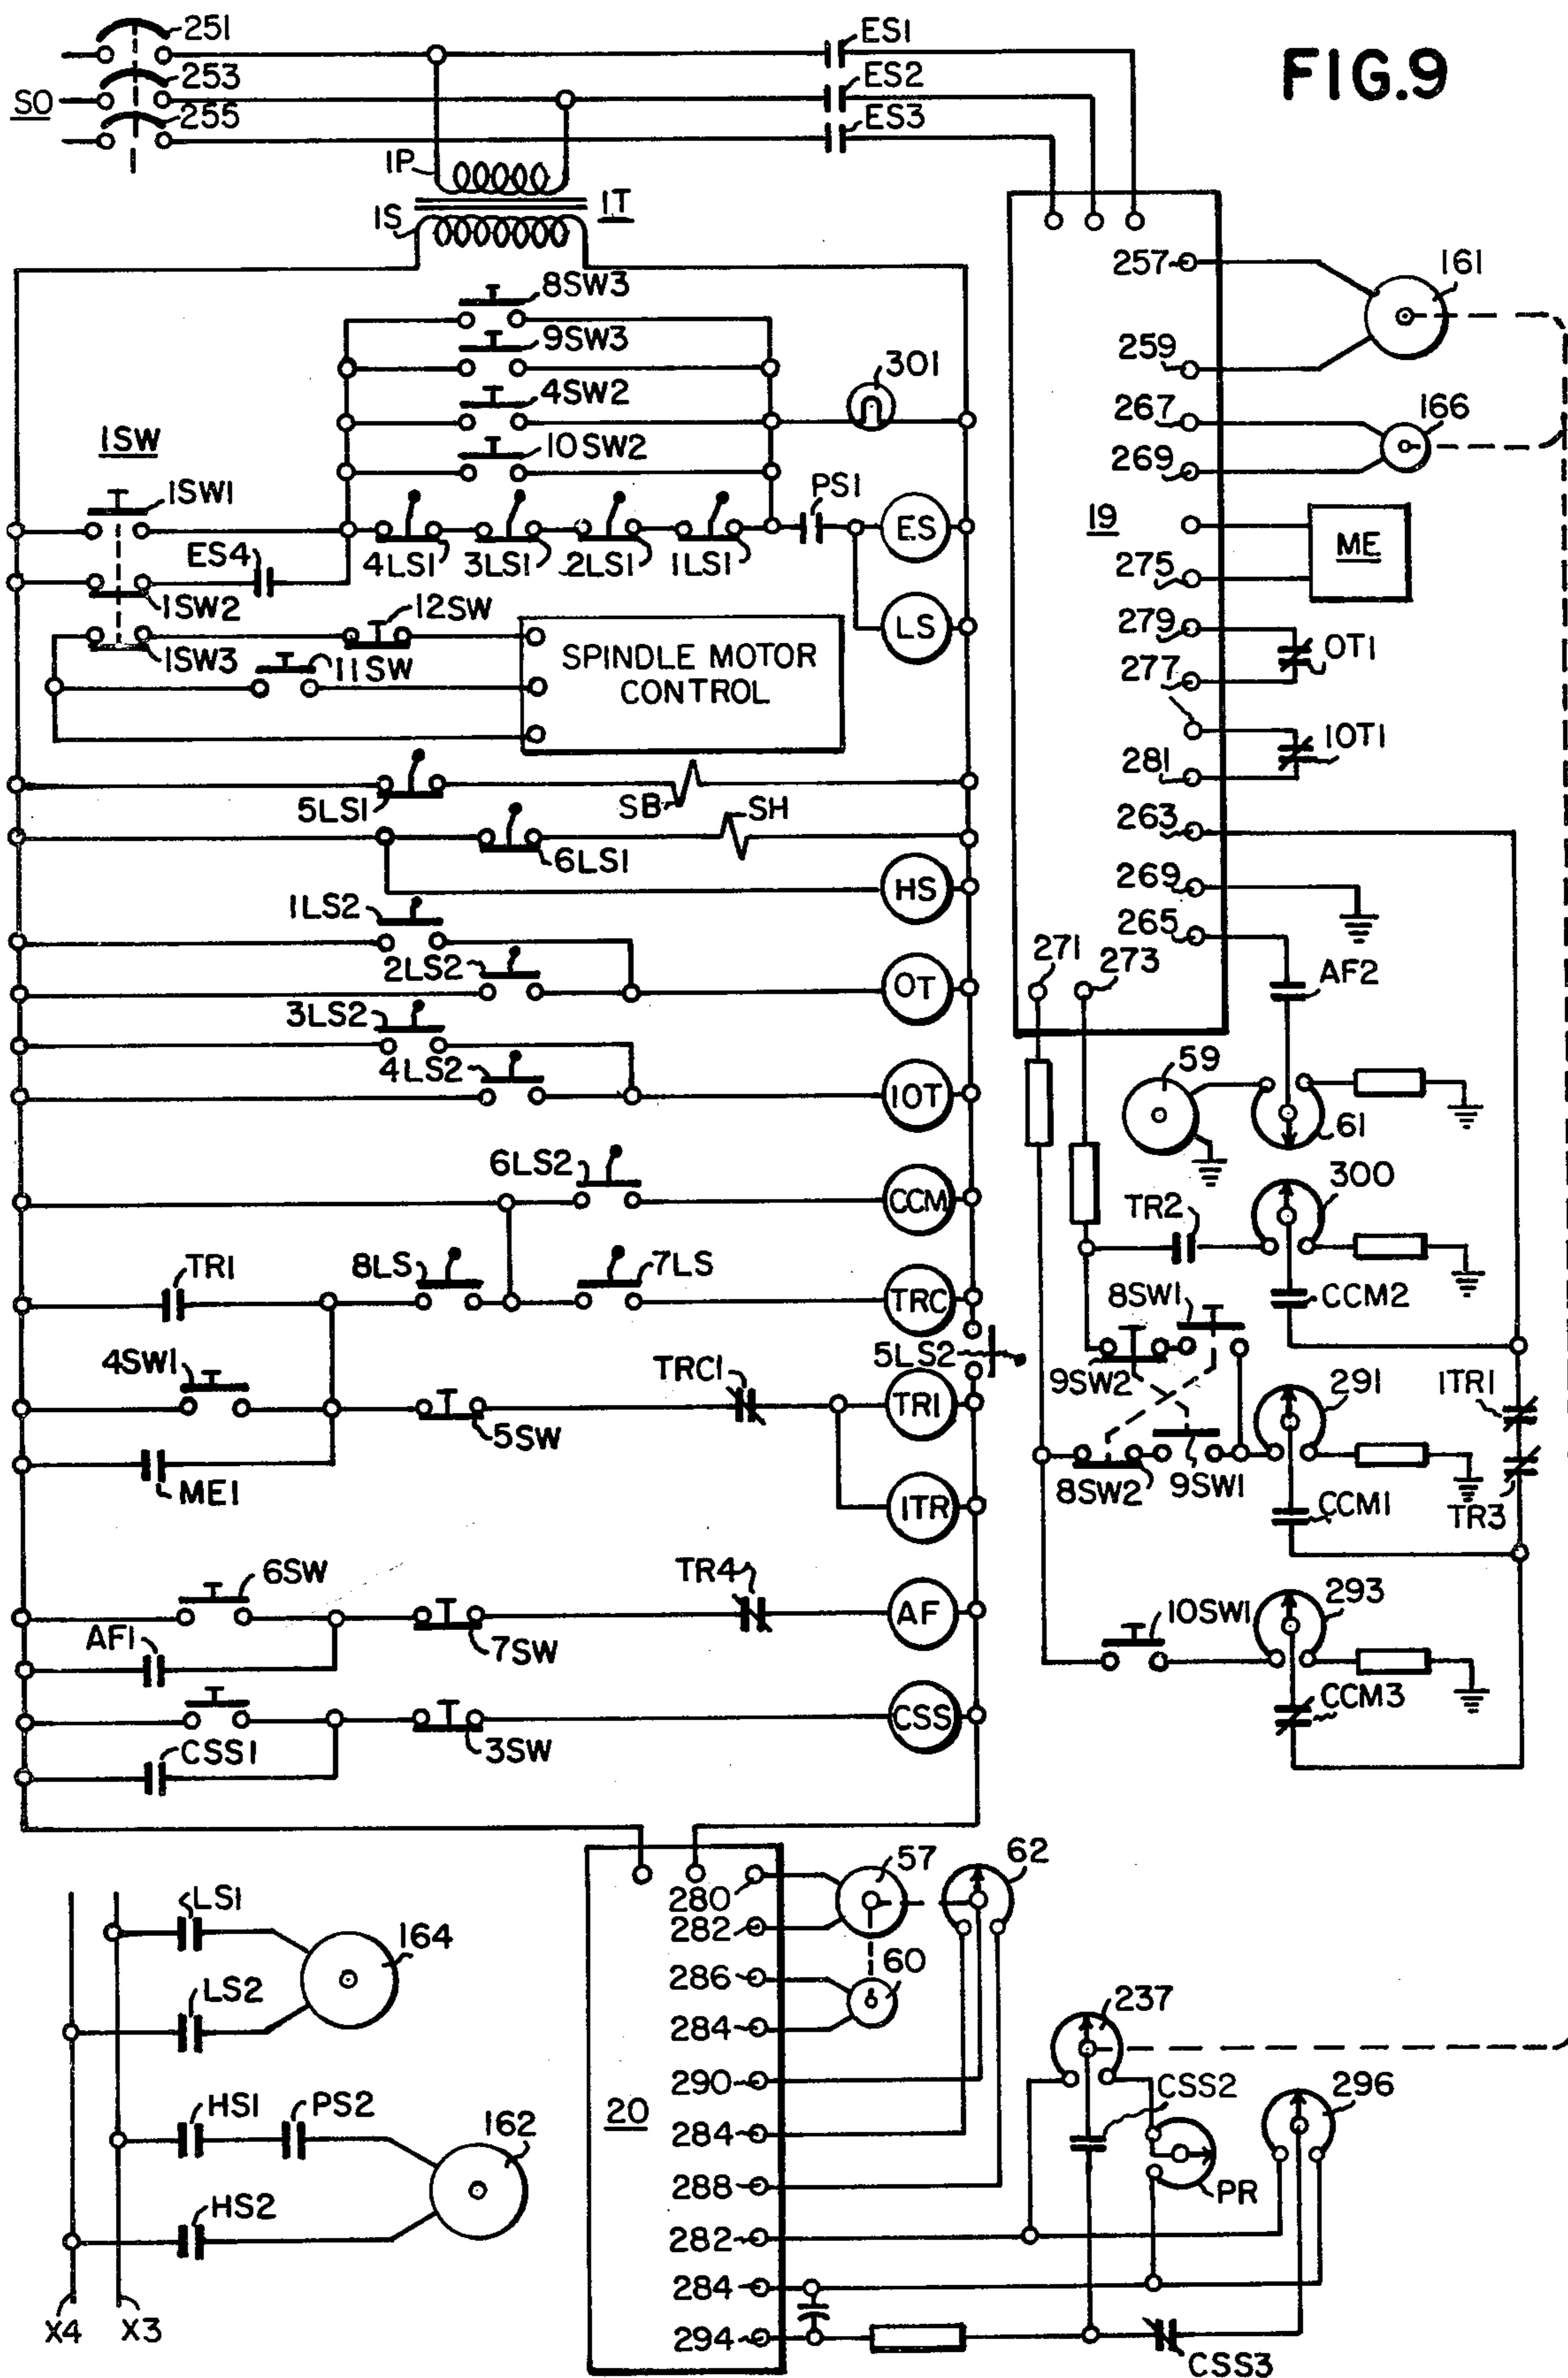 251
ES1
FIG.9
253
ES2
SO
255
ES3
1P
1S
1T
257
161
8SW3
9SW3
301
4SW2
267
166
1SW
10SW2
259
269
1SW1
PS1
19
ME
ES4
ES
4LS1
3LS1
2LS1
1LS1
275
1SW2
12SW
LS
279
OT1
1SW3
11SW
SPINDLE MOTOR
CONTROL
277
10T1
281
5LS1
SB
SH
263
6LS1
HS
269
1LS2
265
2LS2
271
273
AF2
OT
3LS2
59
4LS2
10T
61
6LS2
300
CCM
TR2
TR1
8LS
7LS
TRC
CCM2
8SW1
4SW1
TRC1
5LS2
9SW2
291
1TR1
TR1
5SW
ME1
8SW2
9SW1
CCM1
TR3
1TR
6SW
TR4
10SW1
293
AF1
AF
7SW
CCM3
CSS
CSS1
3SW
57
62
LS1
280
164
282
60
LS2
286
237
284
290
CSS2
296
HS1
PS2
20
162
284
288
PR
HS2
282
284
X4
X3
294
CSS3